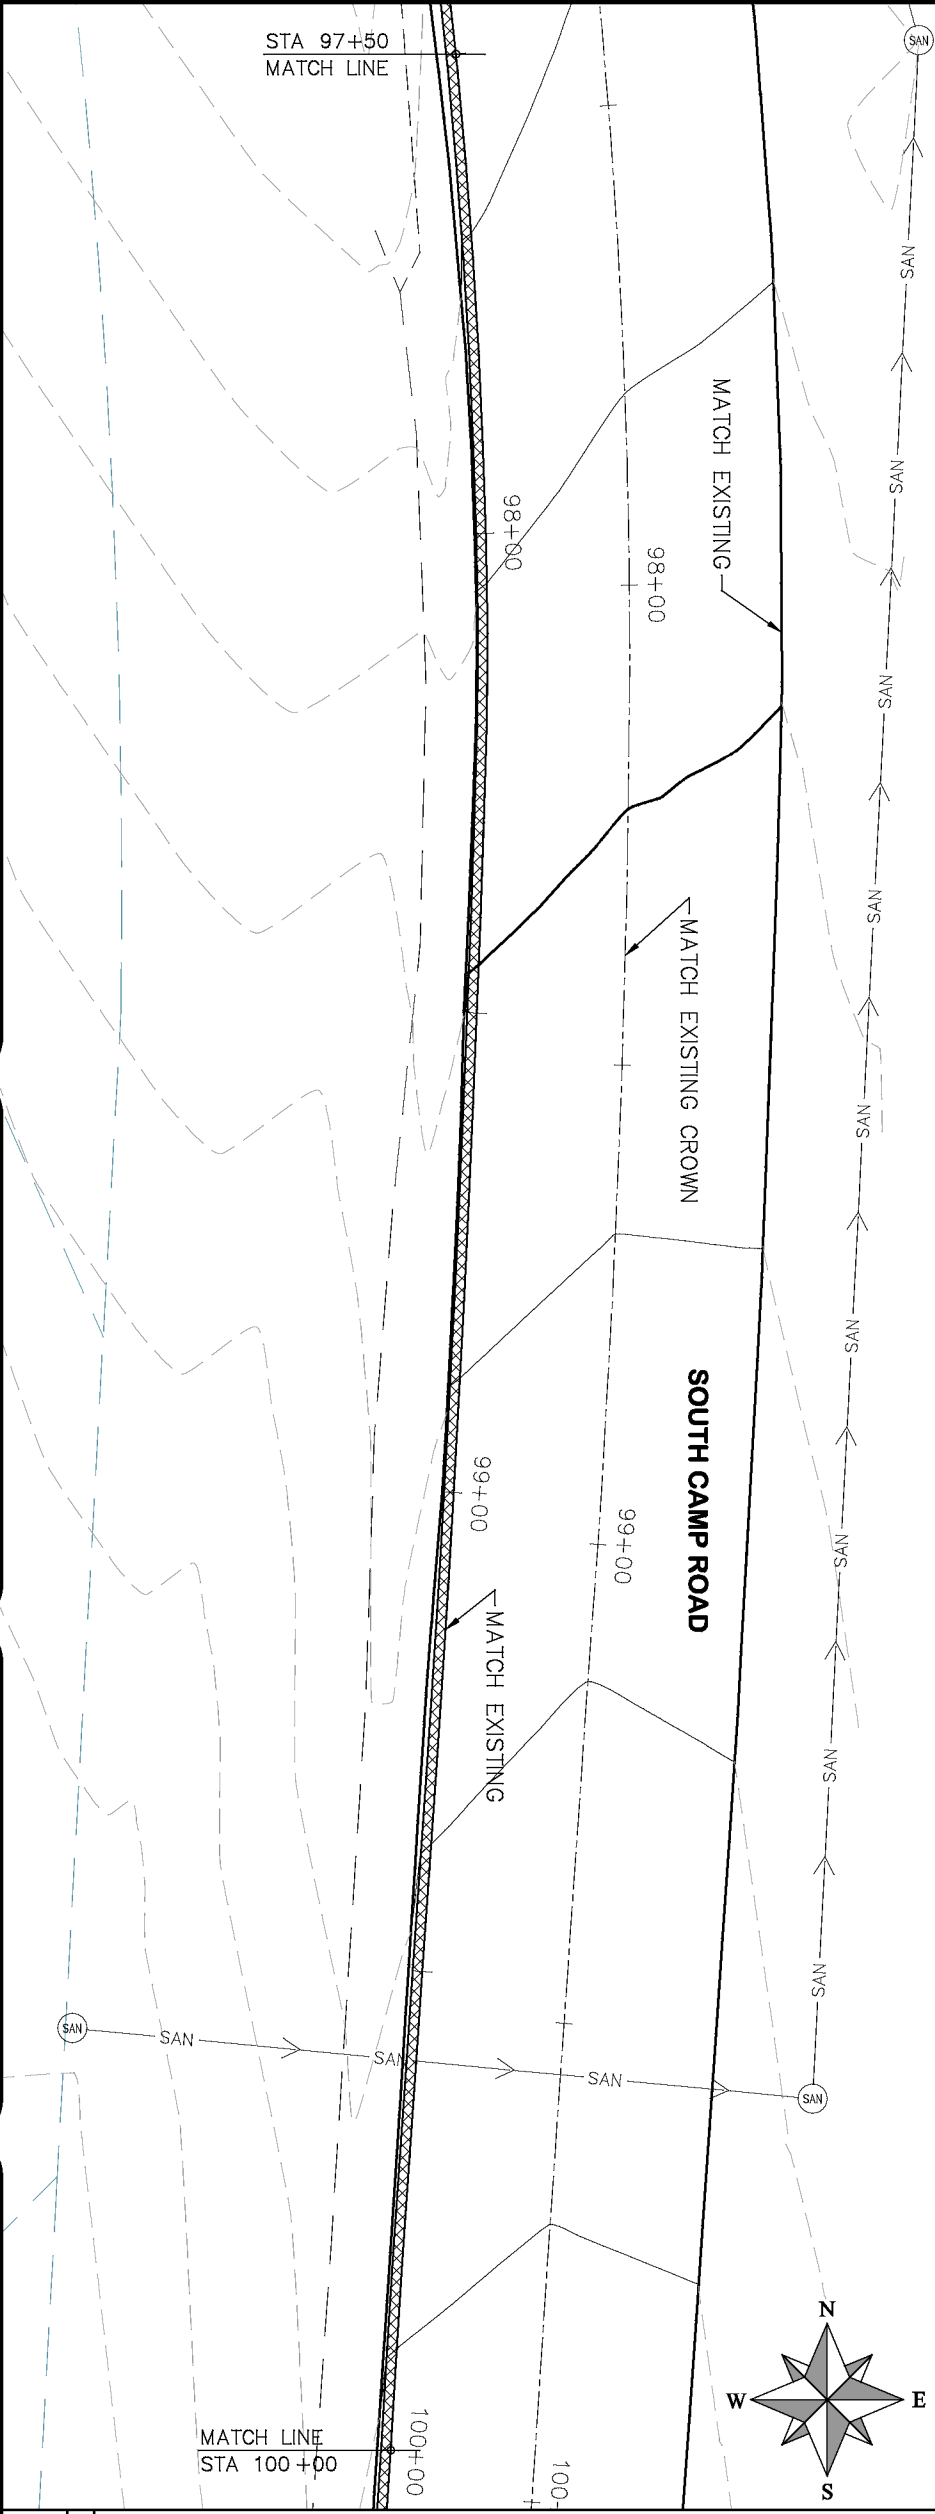 STA 97+50
MATCH LINE
SAN
SAN
MATCH EXISTING
SAN
98+00
98+00
SAN
SAN
MATCH EXISTING CROWN
SAN
SAN
SOUTH CAMP ROAD
99+00
99+00
SAN
MATCH EXISTING
SAN
SAN
SAN
SAN
SAN
SAN
SAN
N
W
E
S
MATCH LINE
STA 100+00
100+00
100